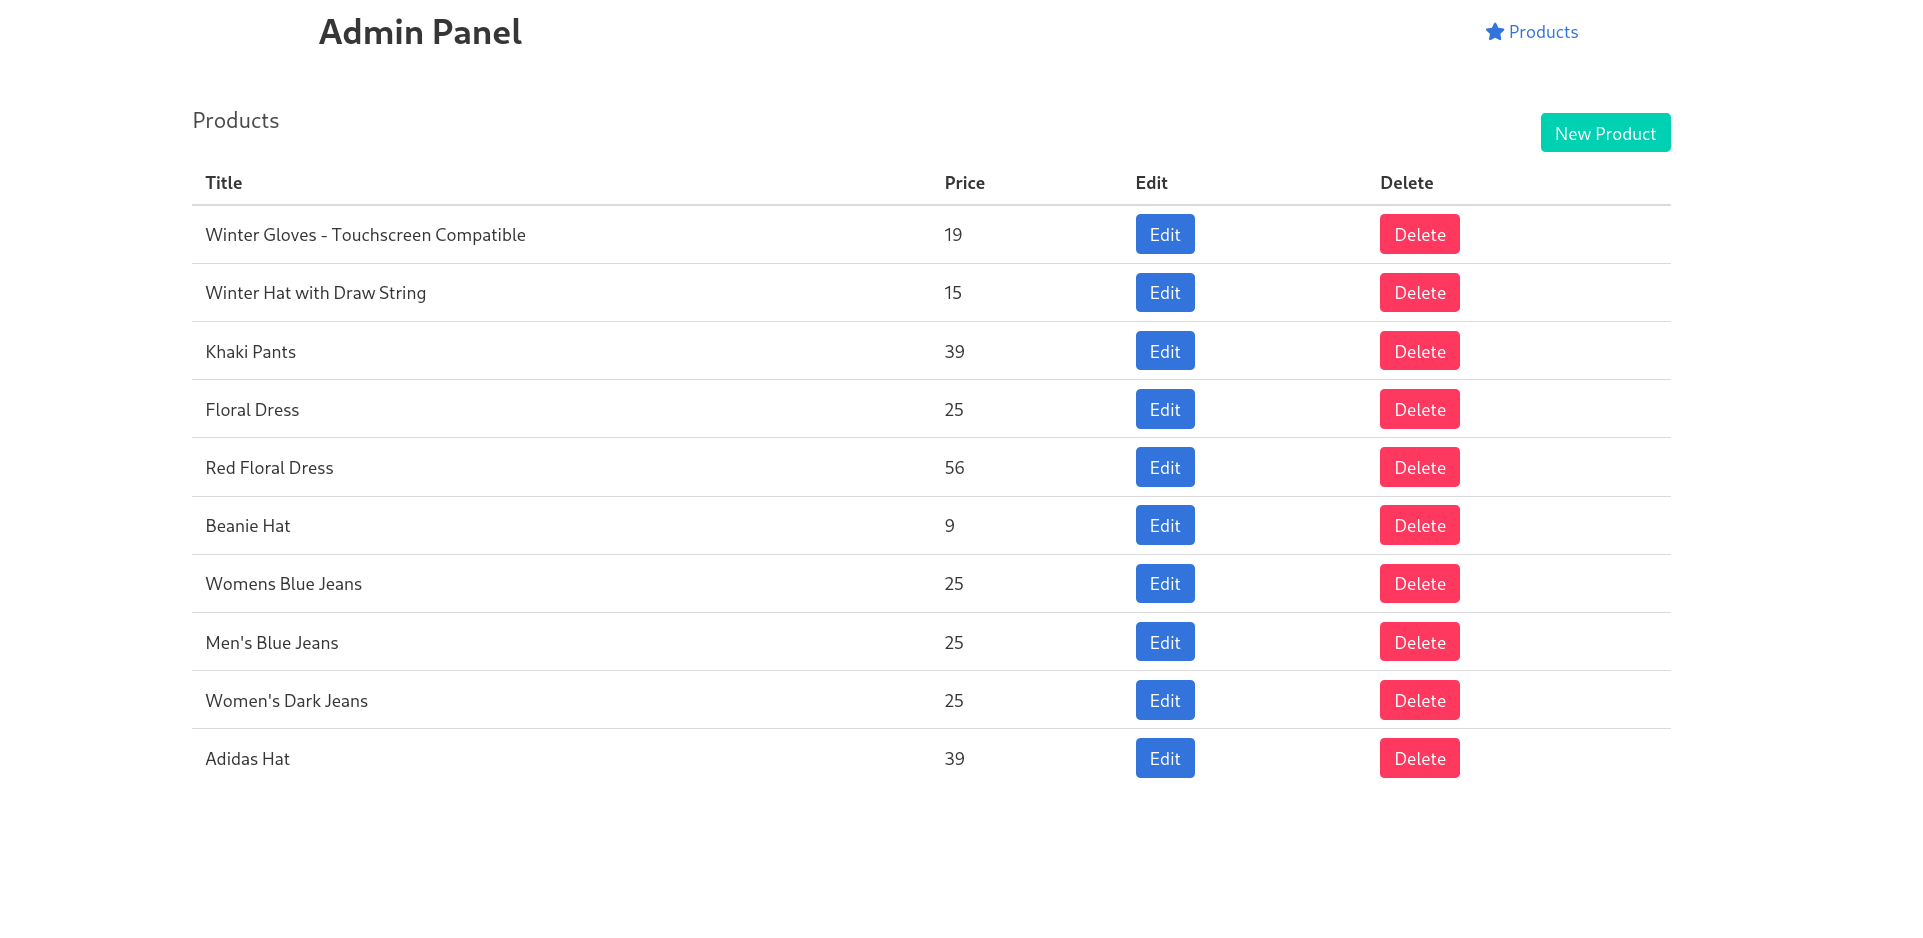 Admin Panel
Products
Products
New Product
Title Price Edit Delete
Winter Gloves - Touchscreen Compatible 19 Edit Delete
Winter Hat with Draw String 15 Edit Delete
Khaki Pants 39 Edit Delete
Floral Dress 25 Edit Delete
Red Floral Dress 56 Edit Delete
Beanie Hat 9 Edit Delete
Womens Blue Jeans 25 Edit Delete
Men's Blue Jeans 25 Edit Delete
Women's Dark Jeans 25 Edit Delete
Adidas Hat 39 Edit Delete